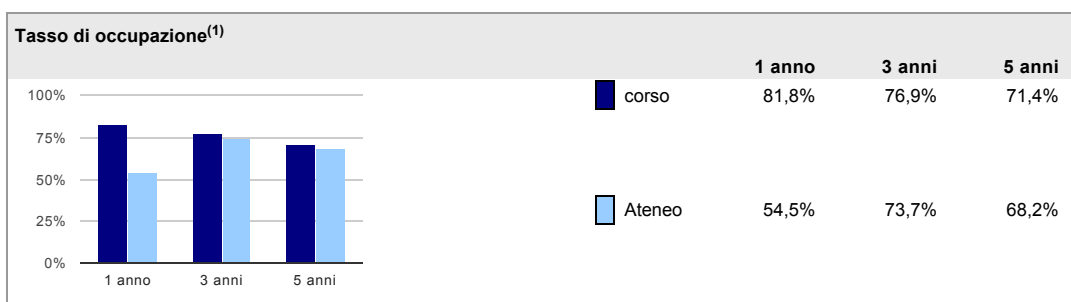 Tasso di occupazione(1)
1 anno 3 anni 5 anni
100%
75%
50%
25%
0%
1 anno 3 anni 5 anni
corso 81,8% 76,9% 71,4%
Ateneo 54,5% 73,7% 68,2%